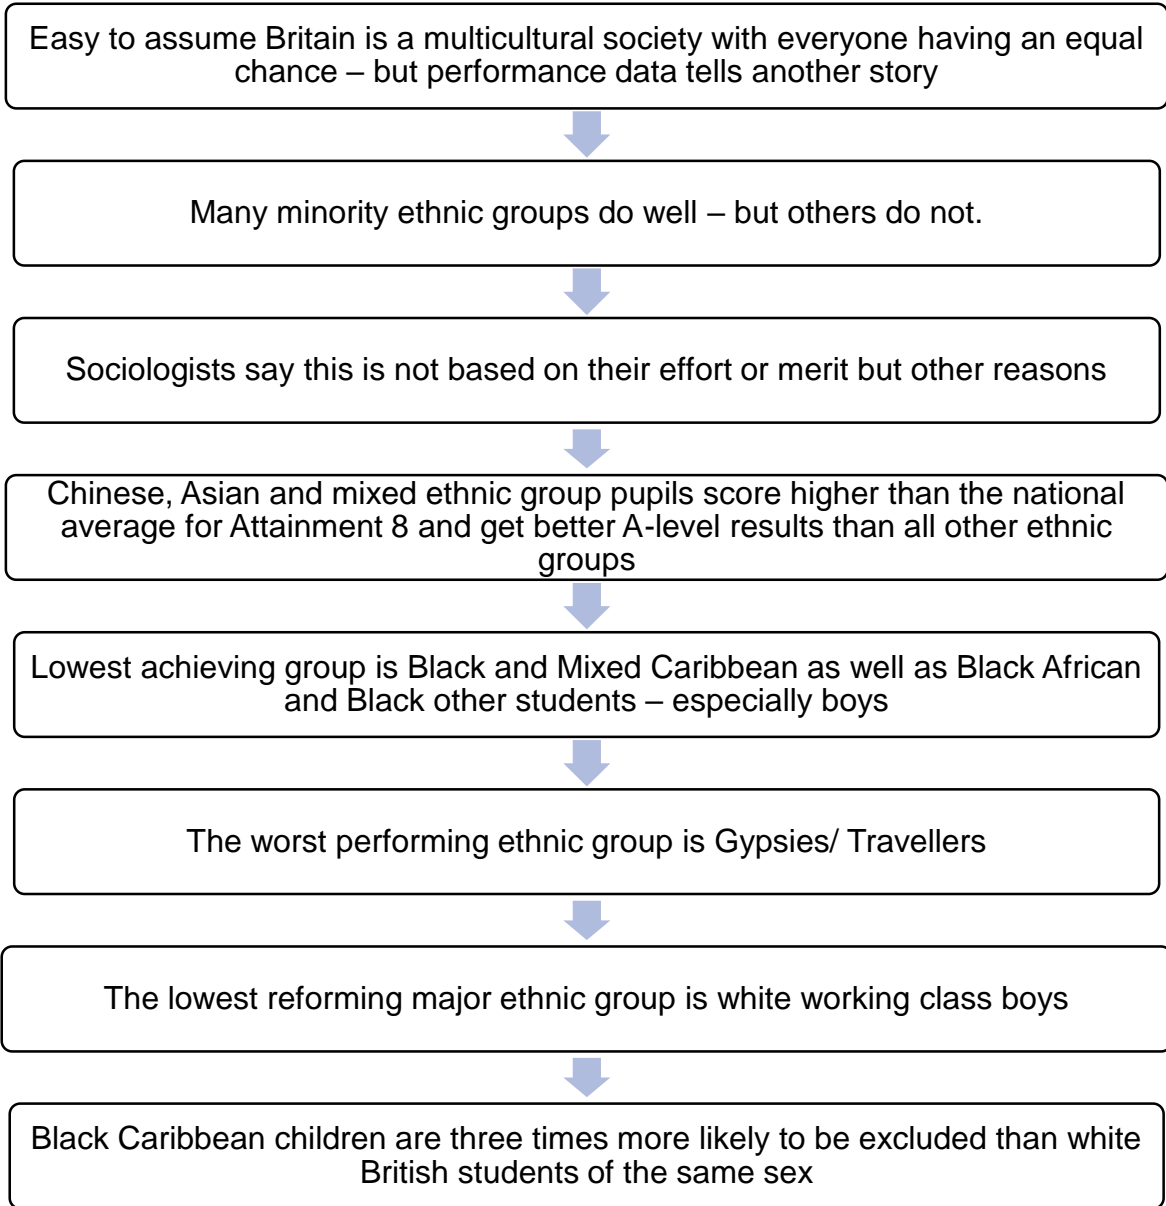 Easy to assume Britain is a multicultural society with everyone having an equal
chance – but performance data tells another story
Many minority ethnic groups do well – but others do not.
Sociologists say this is not based on their effort or merit but other reasons
Chinese, Asian and mixed ethnic group pupils score higher than the national
average for Attainment 8 and get better A-level results than all other ethnic
groups
Lowest achieving group is Black and Mixed Caribbean as well as Black African
and Black other students – especially boys
The worst performing ethnic group is Gypsies/ Travellers
The lowest reforming major ethnic group is white working class boys
Black Caribbean children are three times more likely to be excluded than white
British students of the same sex